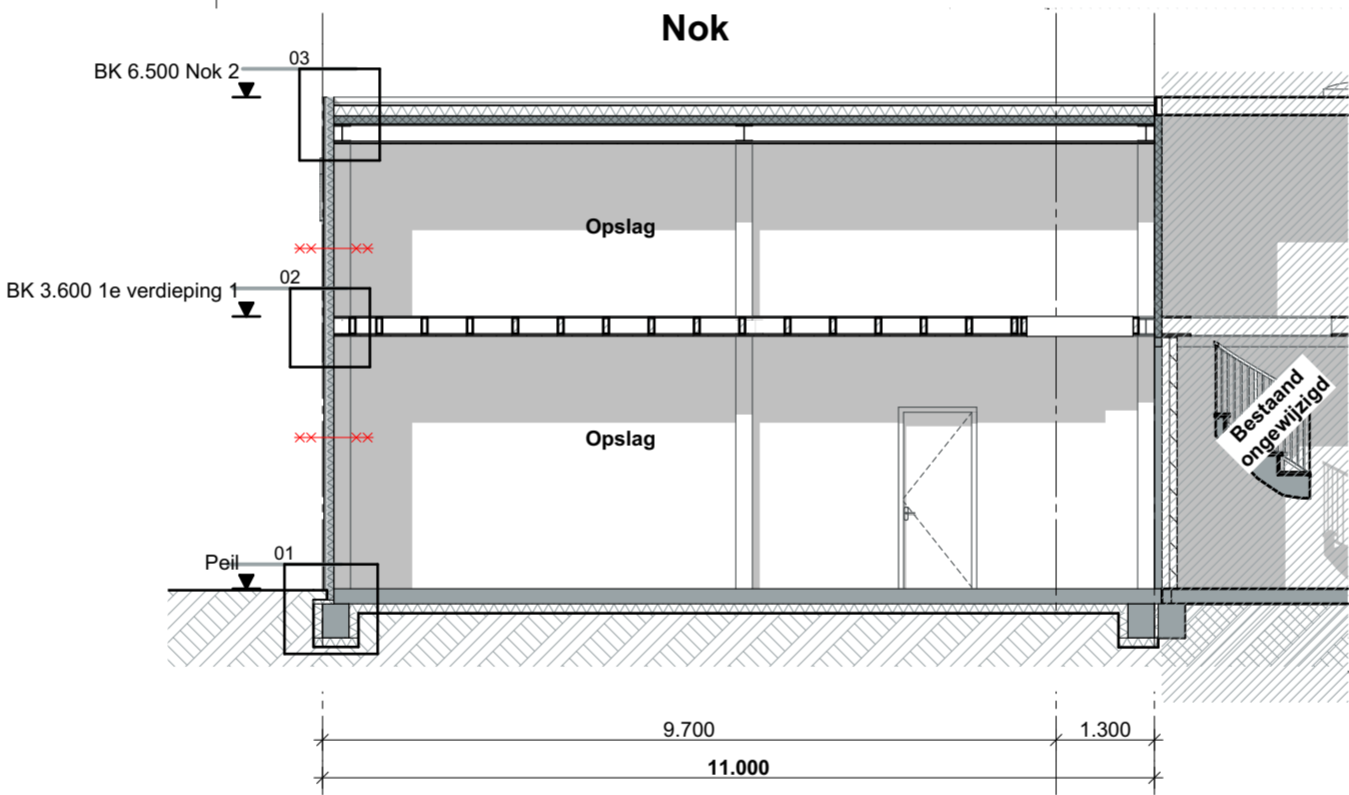 Nok
03
BK 6.500 Nok 2
Opslag
02
BK 3.600 1e verdieping 1
Bestaand
ongewijzigd
Opslag
01
Peil
9.700
1.300
11.000